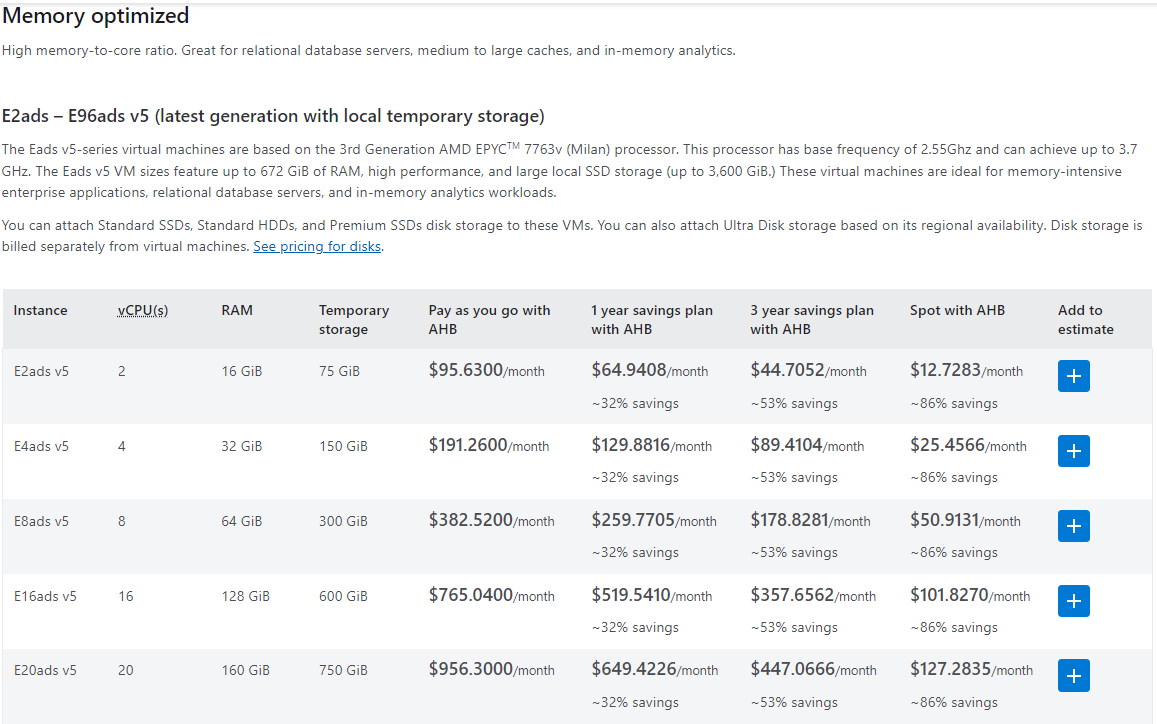 Memory optimized
High memory-to-core ratio. Great for relational database servers, medium to large caches, and in-memory analytics.
E2ads – E96ads v5 (latest generation with local temporary storage)
The Eads v5-series virtual machines are based on the 3rd Generation AMD EPYC™ 7763v (Milan) processor. This processor has base frequency of 2.55Ghz and can achieve up to 3.7
GHz. The Eads v5 VM sizes feature up to 672 GiB of RAM, high performance, and large local SSD storage (up to 3,600 GiB.) These virtual machines are ideal for memory-intensive
enterprise applications, relational database servers, and in-memory analytics workloads.
You can attach Standard SSDs, Standard HDDs, and Premium SSDs disk storage to these VMs. You can also attach Ultra Disk storage based on its regional availability. Disk storage is
billed separately from virtual machines. See pricing for disks.
Instance vCPU(s) RAM Temporary storage Pay as you go with AHB 1 year savings plan with AHB 3 year savings plan with AHB Spot with AHB Add to estimate
E2ads v5 2 16 GiB 75 GiB $95.6300/month $64.9408/month $44.7052/month $12.7283/month
~32% savings ~53% savings ~86% savings
E4ads v5 4 32 GiB 150 GiB $191.2600/month $129.8816/month $89.4104/month $25.4566/month
~32% savings ~53% savings ~86% savings
E8ads v5 8 64 GiB 300 GiB $382.5200/month $259.7705/month $178.8281/month $50.9131/month
~32% savings ~53% savings ~86% savings
E16ads v5 16 128 GiB 600 GiB $765.0400/month $519.5410/month $357.6562/month $101.8270/month
~32% savings ~53% savings ~86% savings
E20ads v5 20 160 GiB 750 GiB $956.3000/month $649.4226/month $447.0666/month $127.2835/month
~32% savings ~53% savings ~86% savings